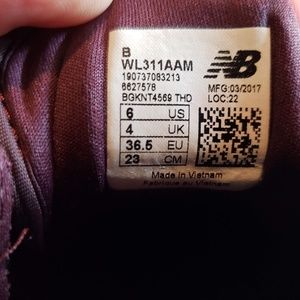 B
WL311AAM
190737083213
6627578
BGKNT4569 THD
NB
MFG:03/2017
LOC:22
6 US
4 UK
36.5 EU
23 CM
Made in Vietnam
Fabriqué au Vietnam